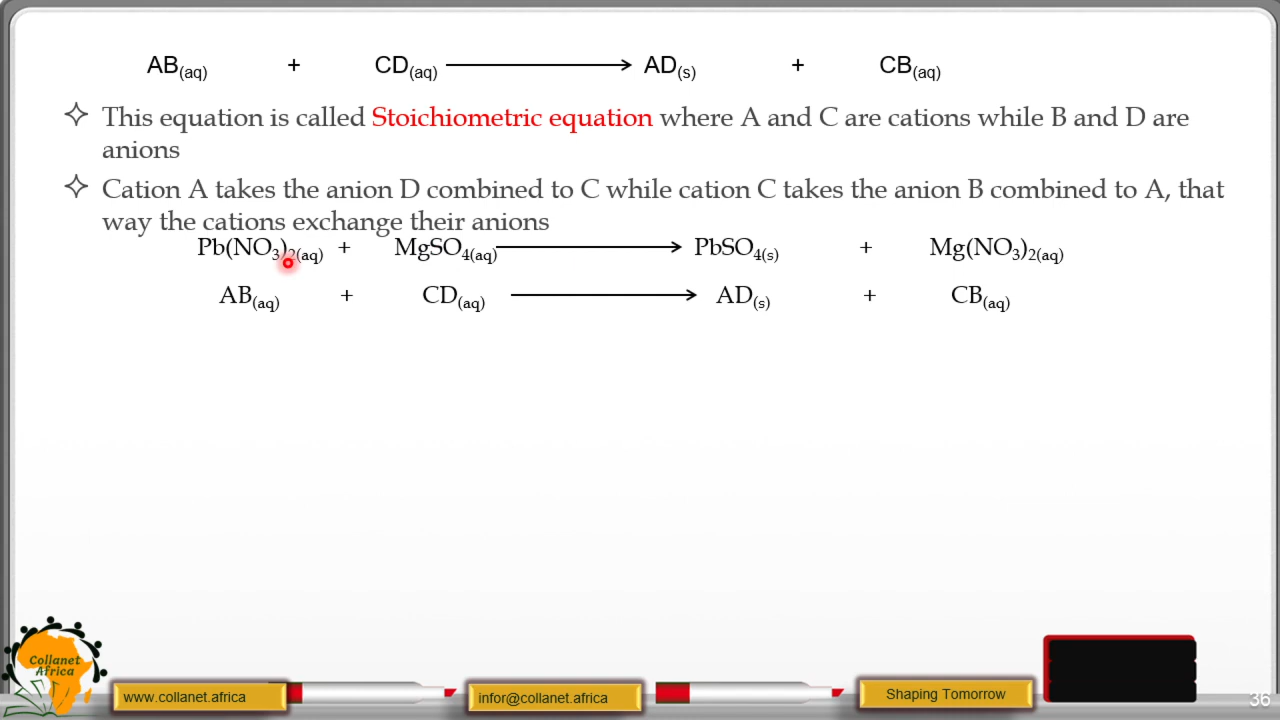 AB(aq) + CD(aq) ⟶ AD(s) + CB(aq)
This equation is called Stoichiometric equation where A and C are cations while B and D are
anions
Cation A takes the anion D combined to C while cation C takes the anion B combined to A, that
way the cations exchange their anions
Pb(NO3)2(aq) + MgSO4(aq) ⟶ PbSO4(s) + Mg(NO3)2(aq)
AB(aq) + CD(aq) ⟶ AD(s) + CB(aq)
Collanet
Africa
www.collanet.africa
infor@collanet.africa
Shaping Tomorrow
36